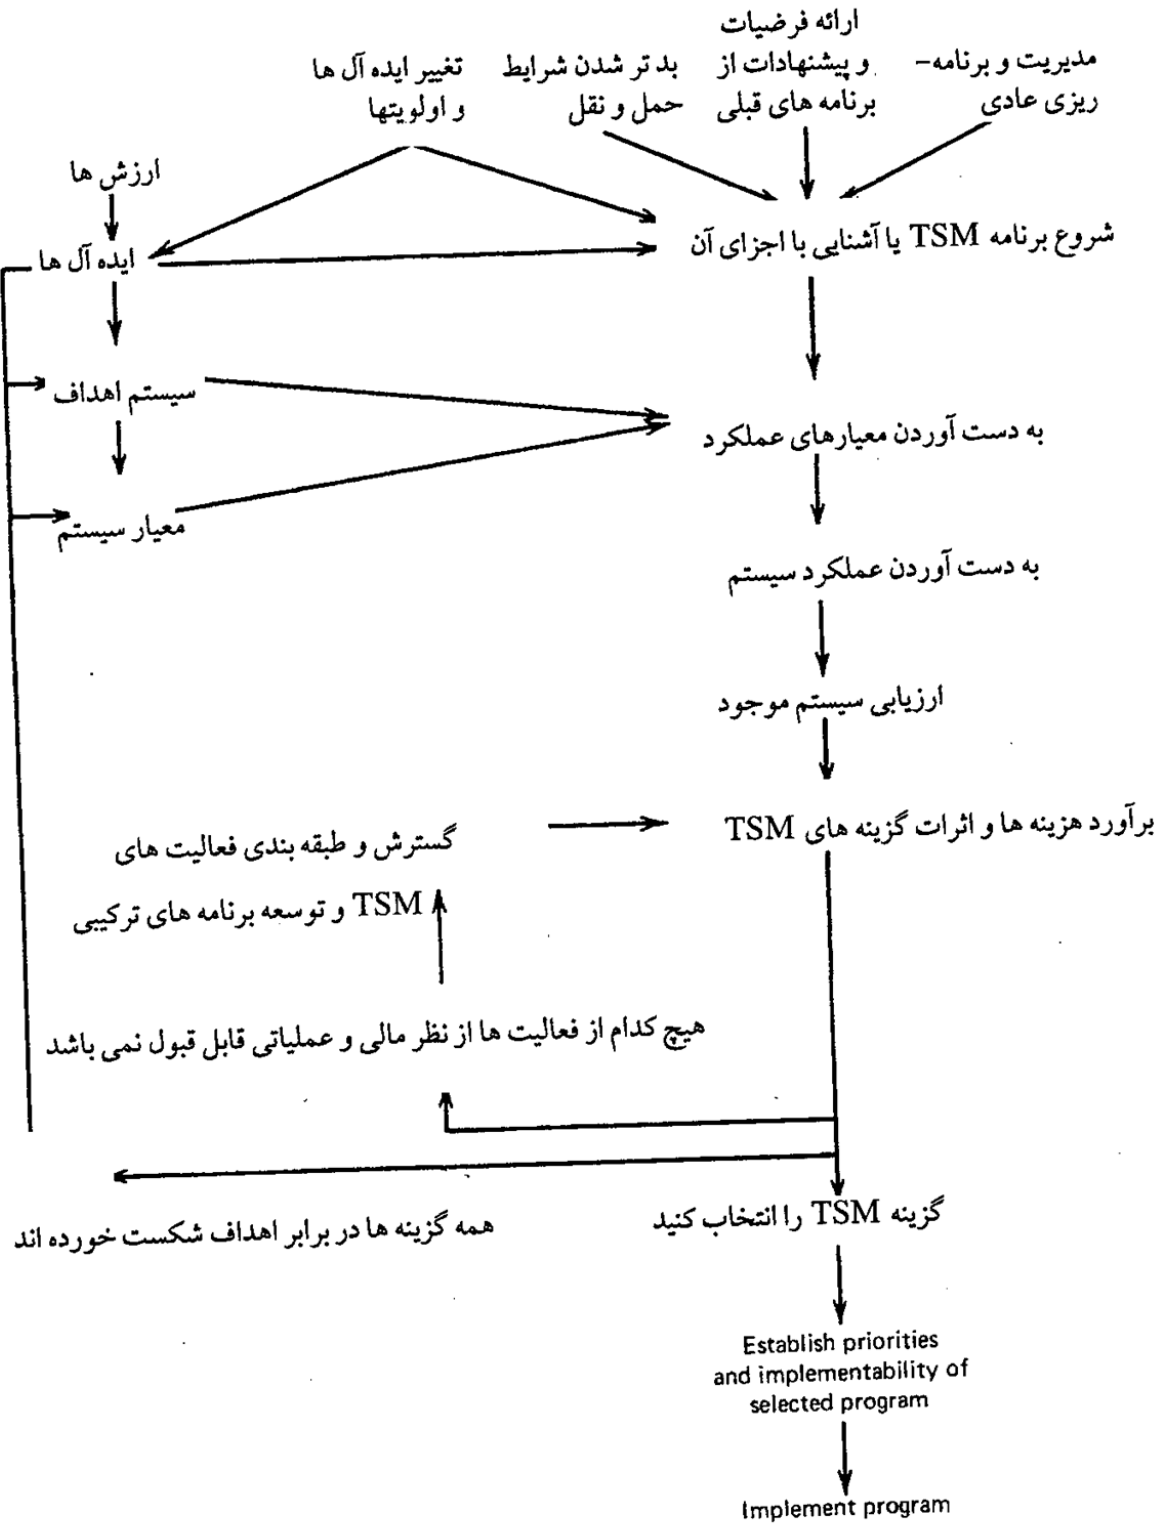 ارائه فرضیات
مدیریت و برنامه-
و پیشنهادات از
بد تر شدن شرایط
تغییر ایده آل ها
ریزی عادی
برنامه های قبلی
حمل و نقل
و اولویتها
ارزش ها
شروع برنامه TSM یا آشنایی با اجزای آن
ایده آل ها
سیستم اهداف
به دست آوردن معیارهای عملکرد
معیار سیستم
به دست آوردن عملکرد سیستم
ارزیابی سیستم موجود
برآورد هزینه ها و اثرات گزینه های TSM
گسترش و طبقه بندی فعالیت های
TSM و توسعه برنامه های ترکیبی
هیچ کدام از فعالیت ها از نظر مالی و عملیاتی قابل قبول نمی باشد
گزینه TSM را انتخاب کنید
همه گزینه ها در برابر اهداف شکست خورده اند
Establish priorities
and implementability of
selected program
Implement program